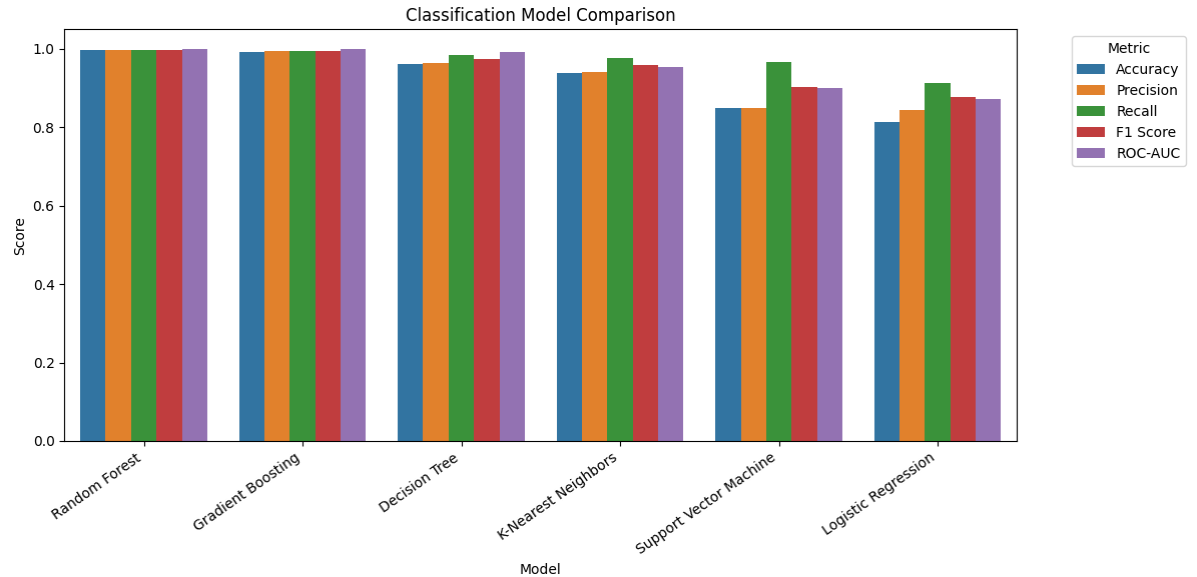 Classification Model Comparison
Metric
Accuracy
Precision
Recall
F1 Score
ROC-AUC
Score
1.0
0.8
0.6
0.4
0.2
0.0
Random Forest
Gradient Boosting
Decision Tree
K-Nearest Neighbors
Support Vector Machine
Logistic Regression
Model